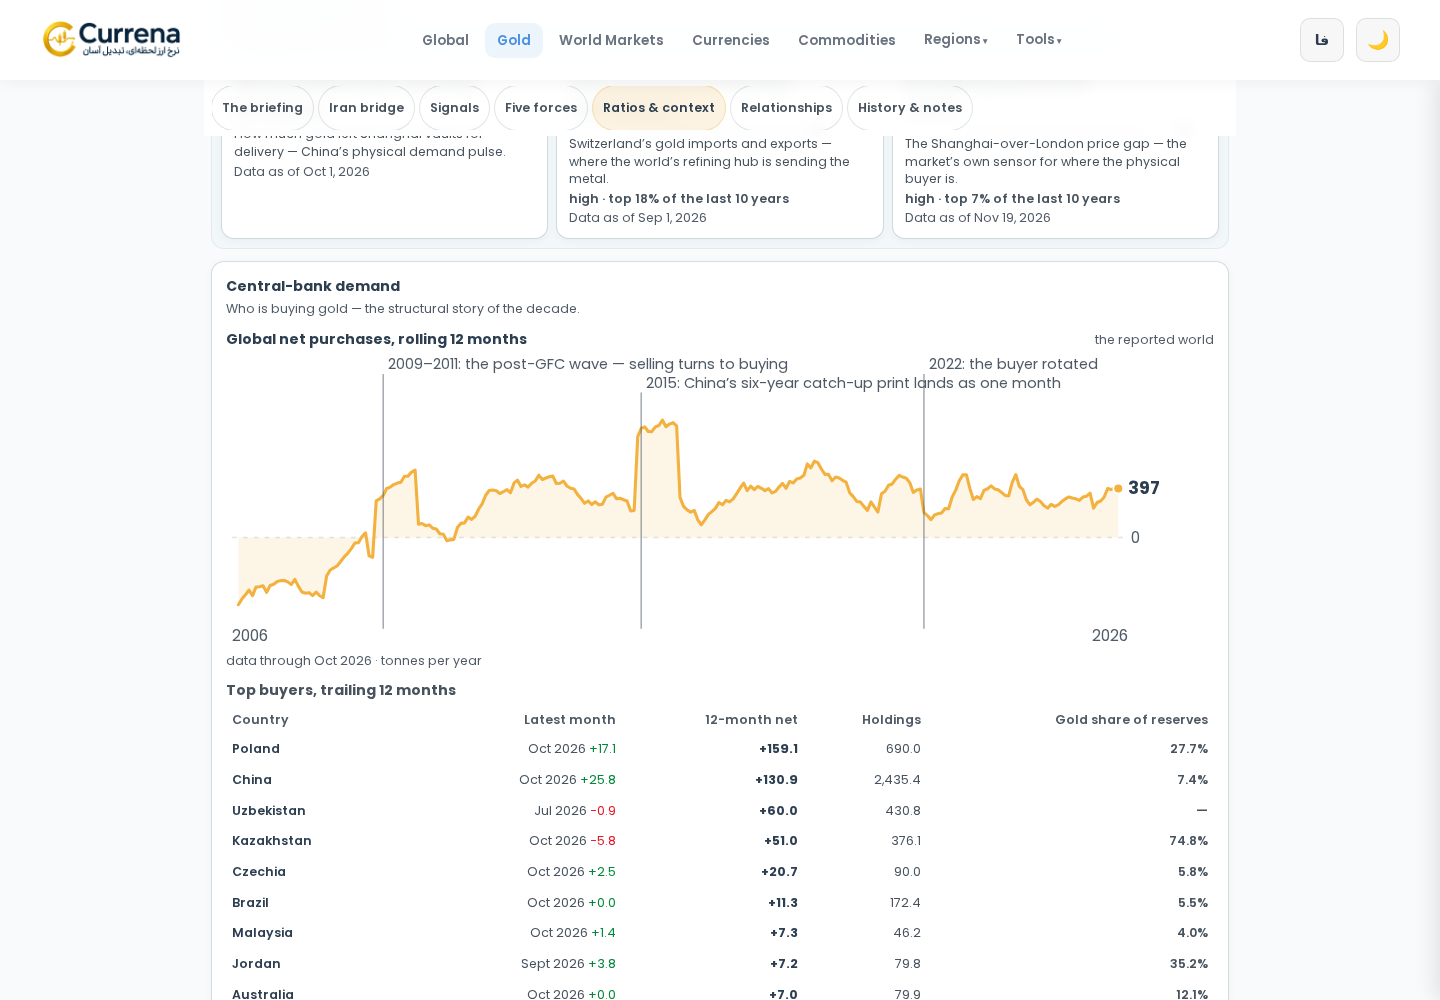 Currena
نرخ ارز لحظه‌ای، تبدیل آسان
Global
Gold
World Markets
Currencies
Commodities
Regions ▾
Tools ▾
فا
The briefing
Iran bridge
Signals
Five forces
Ratios & context
Relationships
History & notes
delivery — China’s physical demand pulse.
Data as of Oct 1, 2026
Switzerland’s gold imports and exports —
where the world’s refining hub is sending the
metal.
high · top 18% of the last 10 years
Data as of Sep 1, 2026
The Shanghai-over-London price gap — the
market’s own sensor for where the physical
buyer is.
high · top 7% of the last 10 years
Data as of Nov 19, 2026
Central-bank demand
Who is buying gold — the structural story of the decade.
Global net purchases, rolling 12 months
the reported world
2009–2011: the post-GFC wave — selling turns to buying
2022: the buyer rotated
2015: China’s six-year catch-up print lands as one month
397
0
2006
2026
data through Oct 2026 · tonnes per year
Top buyers, trailing 12 months
Country Latest month 12-month net Holdings Gold share of reserves
Poland Oct 2026 +17.1 +159.1 690.0 27.7%
China Oct 2026 +25.8 +130.9 2,435.4 7.4%
Uzbekistan Jul 2026 -0.9 +60.0 430.8 —
Kazakhstan Oct 2026 -5.8 +51.0 376.1 74.8%
Czechia Oct 2026 +2.5 +20.7 90.0 5.8%
Brazil Oct 2026 +0.0 +11.3 172.4 5.5%
Malaysia Oct 2026 +1.4 +7.3 46.2 4.0%
Jordan Sept 2026 +3.8 +7.2 79.8 35.2%
Australia Oct 2026 +0.0 +7.0 79.9 12.1%